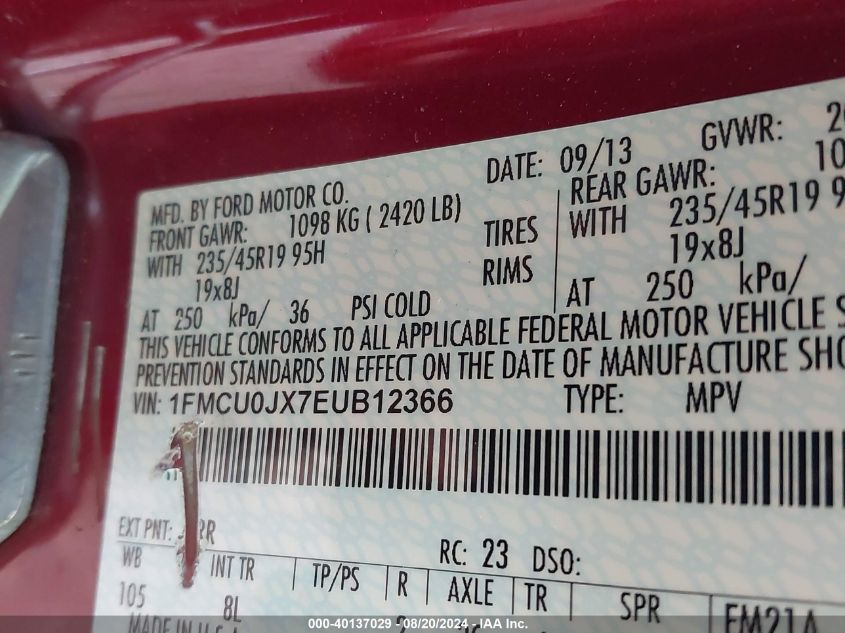 MFD. BY FORD MOTOR CO. DATE: 09/13 GVWR:
FRONT GAWR: 1098 KG ( 2420 LB) REAR GAWR:
WITH 235/45R19 95H TIRES WITH 235/45R19
19x8J RIMS 19x8J
AT 250 kPa/ 36 PSI COLD AT 250 kPa/
THIS VEHICLE CONFORMS TO ALL APPLICABLE FEDERAL MOTOR VEHICLE
PREVENTION STANDARDS IN EFFECT ON THE DATE OF MANUFACTURE
VIN: 1FMCU0JX7EUB12366 TYPE: MPV
EXT PNT: RC: 23 DSO:
WB INT TR TP/PS R AXLE TR SPR
105 8L
MADE IN
000-40137029 - 08/20/2024 - IAAI.COM